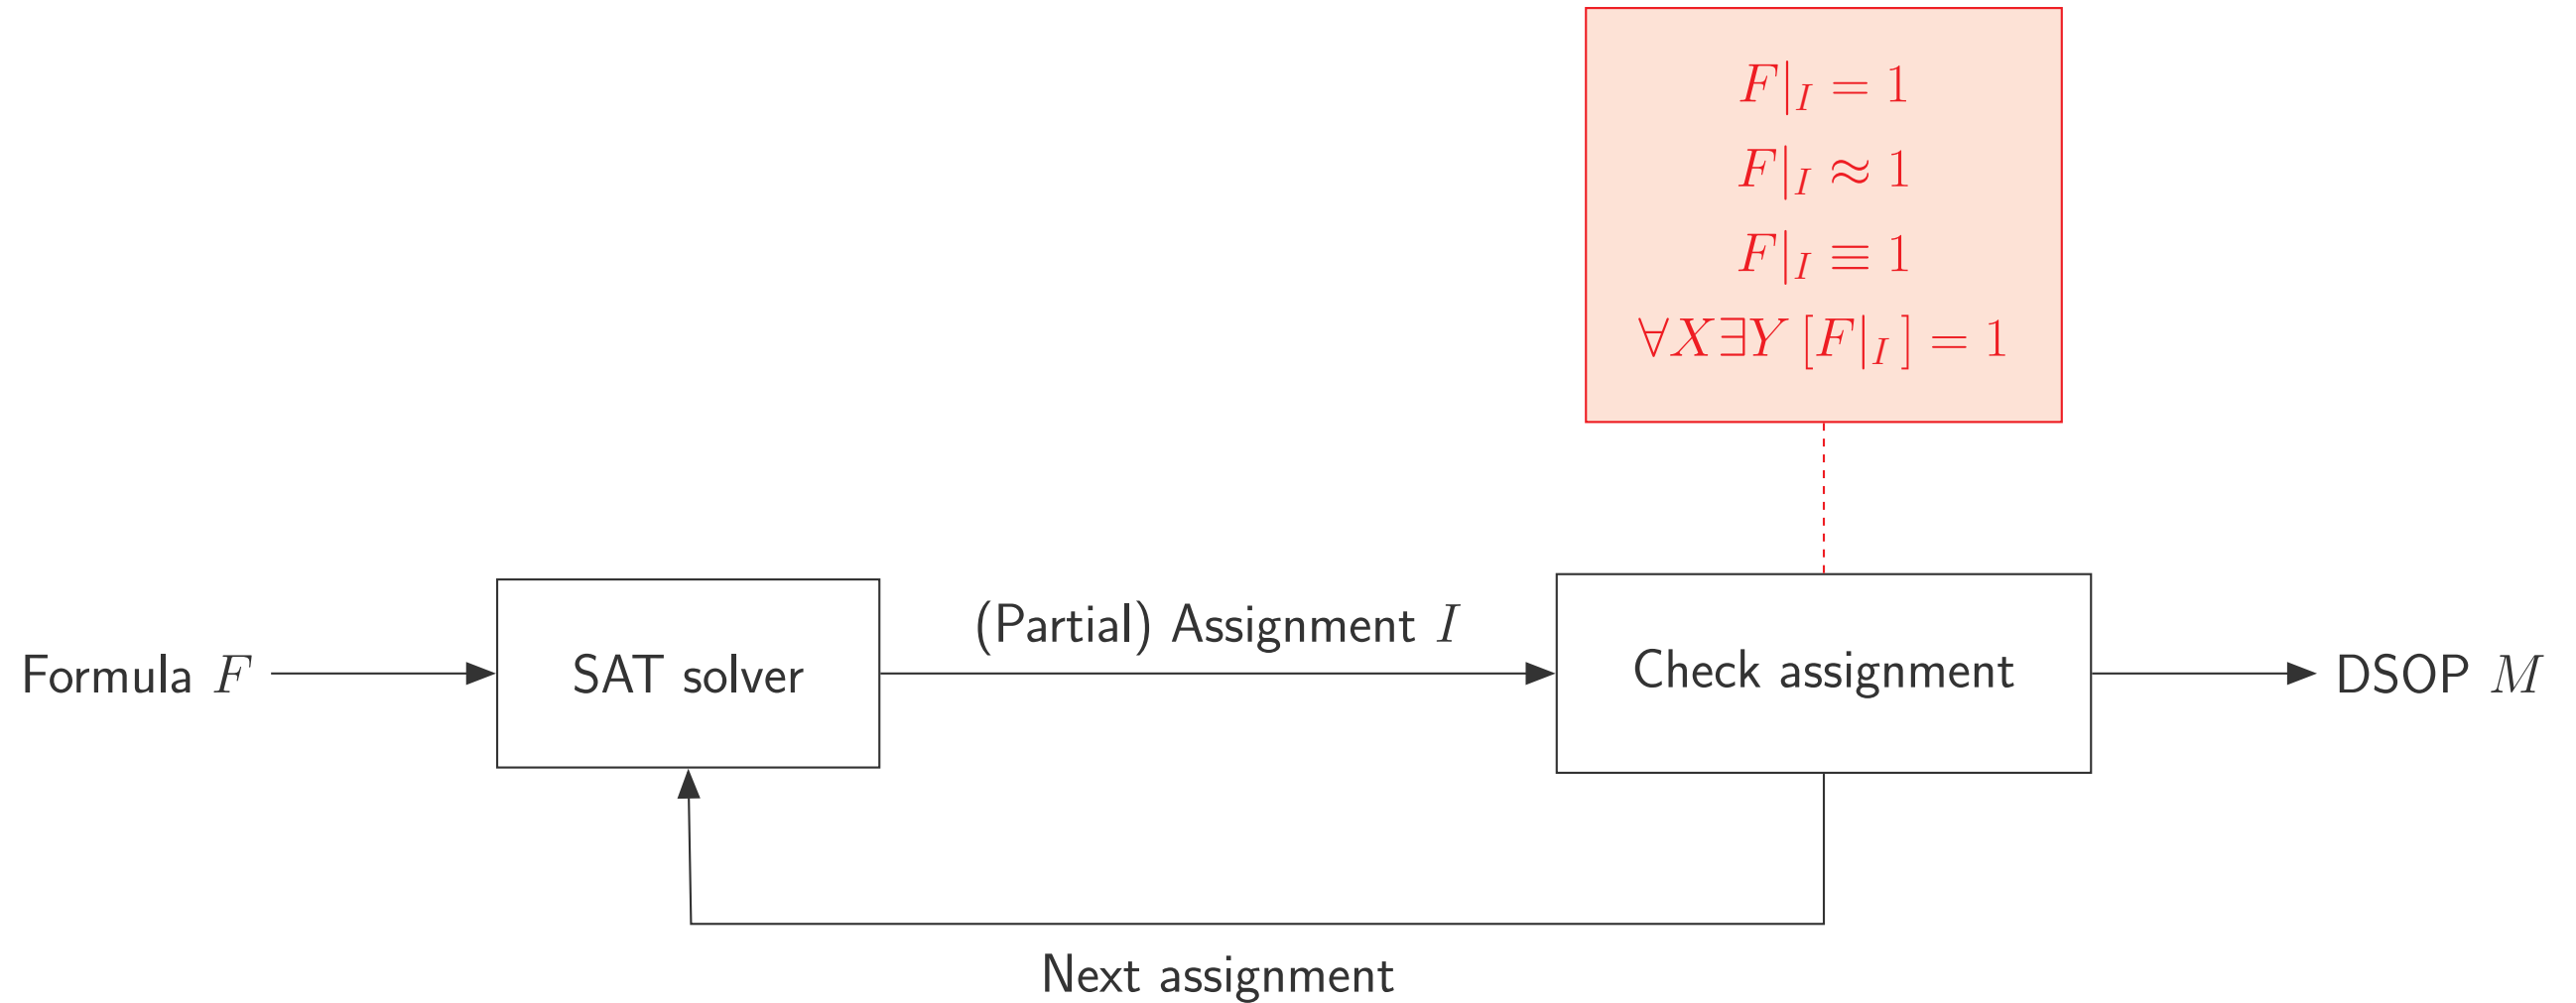 F|_I = 1
F|_I ≈ 1
F|_I ≡ 1
∀X∃Y [F|_I] = 1
(Partial) Assignment I
Formula F
SAT solver
Check assignment
DSOP M
Next assignment